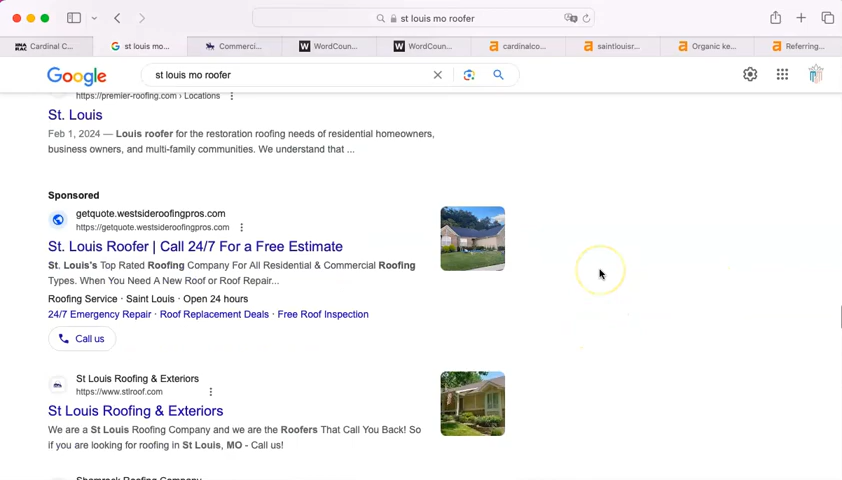 st louis mo roofer
Cardinal C...
st louis mo...
Commerci...
WordCoun...
WordCoun...
cardinalco...
saintlouisr...
Organic ke...
Referring...
Google
st louis mo roofer
https://premier-roofing.com › Locations
St. Louis
Feb 1, 2024 — Louis roofer for the restoration roofing needs of residential homeowners,
business owners, and multi-family communities. We understand that ...
Sponsored
getquote.westsideroofingpros.com
https://getquote.westsideroofingpros.com
St. Louis Roofer | Call 24/7 For a Free Estimate
St. Louis's Top Rated Roofing Company For All Residential & Commercial Roofing
Types. When You Need A New Roof or Roof Repair...
Roofing Service · Saint Louis · Open 24 hours
24/7 Emergency Repair · Roof Replacement Deals · Free Roof Inspection
Call us
St Louis Roofing & Exteriors
https://www.stlroof.com
St Louis Roofing & Exteriors
We are a St Louis Roofing Company and we are the Roofers That Call You Back! So
if you are looking for roofing in St Louis, MO - Call us!
Shamrock Roofing Company